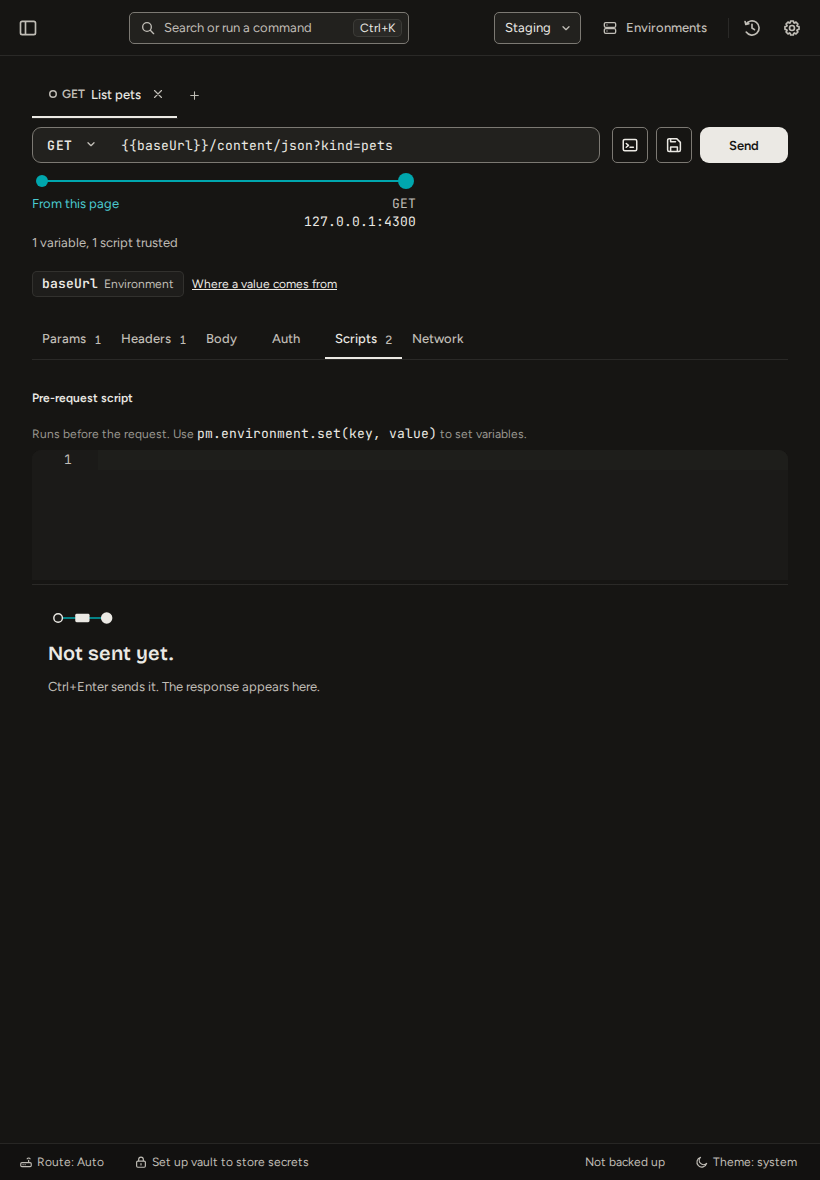 Search or run a command Ctrl+K Staging Environments
GET List pets
GET {{baseUrl}}/content/json?kind=pets Send
From this page GET
127.0.0.1:4300
1 variable, 1 script trusted
baseUrl Environment Where a value comes from
Params 1 Headers 1 Body Auth Scripts 2 Network
Pre-request script
Runs before the request. Use pm.environment.set(key, value) to set variables.
1
Not sent yet.
Ctrl+Enter sends it. The response appears here.
Route: Auto Set up vault to store secrets Not backed up Theme: system